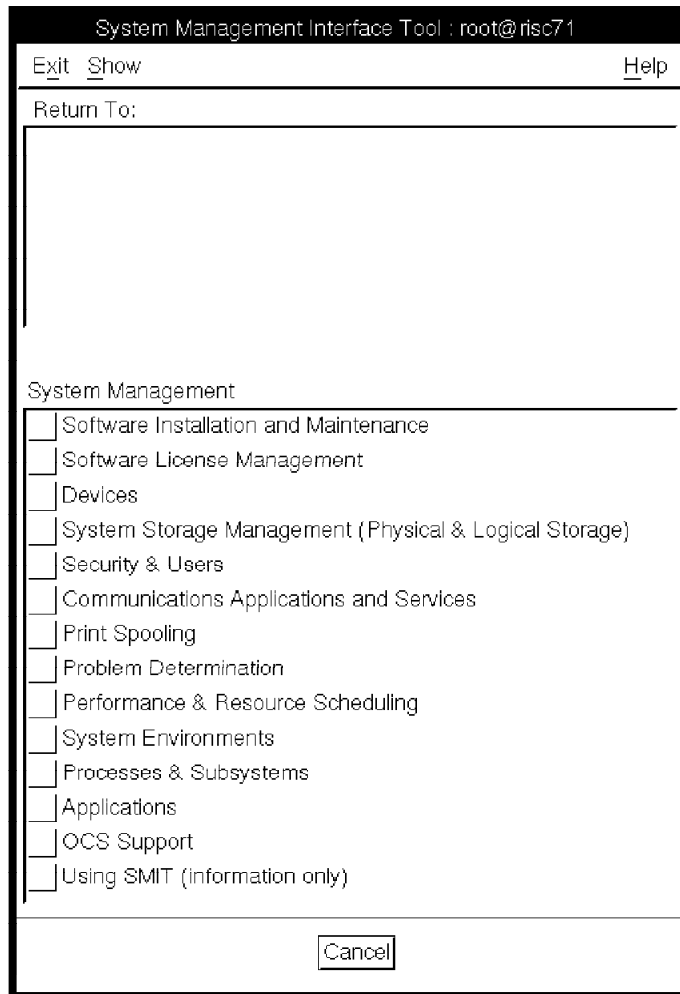 System Management Interface Tool : root@risc71
Exit Show Help
Return To:
System Management
Software Installation and Maintenance
Software License Management
Devices
System Storage Management (Physical & Logical Storage)
Security & Users
Communications Applications and Services
Print Spooling
Problem Determination
Performance & Resource Scheduling
System Environments
Processes & Subsystems
Applications
OCS Support
Using SMIT (information only)
Cancel